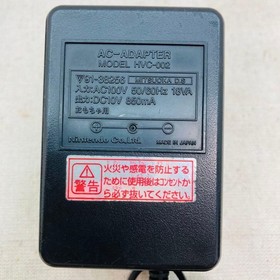 AC-ADAPTER
MODEL HVC-002
▽91-38256 MITSUOKA D.S
入力:AC100V 50/60Hz 18VA
出力:DC10V 850mA
おもちゃ用
Nintendo Co.,Ltd.
MADE IN JAPAN
警告
火災や感電を防止する
ために使用後はコンセントか
ら必ず抜いてください。